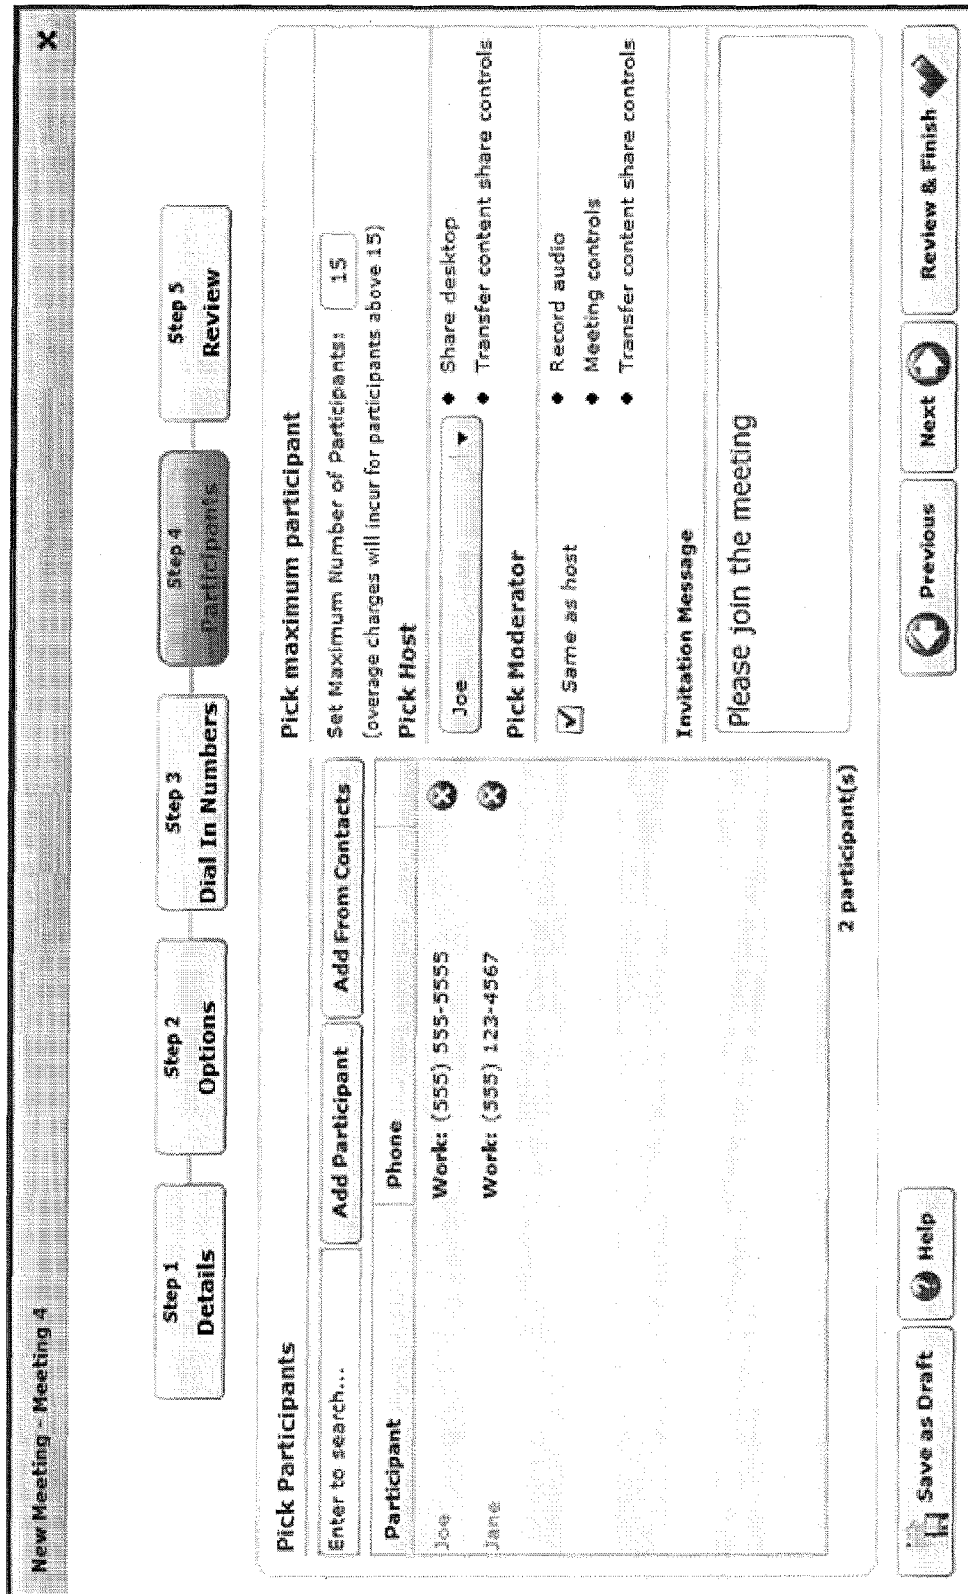 New Meeting - Meeting 4
Step 1
Details
Step 2
Options
Step 3
Dial In Numbers
Step 4
Participants
Step 5
Review
Pick Participants
Enter to search...
Add Participant
Add From Contacts
Participant
Phone
Joe
Work: (555) 555-5555
Jane
Work: (555) 123-4567
2 participant(s)
Pick maximum participant
Set Maximum Number of Participants:
15
(overage charges will incur for participants above 15)
Pick Host
Joe
Share desktop
Transfer content share controls
Pick Moderator
Same as host
Record audio
Meeting controls
Transfer content share controls
Invitation Message
Please join the meeting
Save as Draft
Help
Previous
Next
Review & Finish